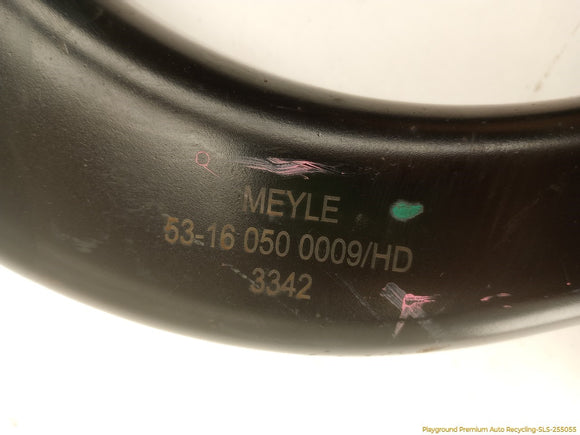 MEYLE
53-16 050 0009/HD
3342
Playground Premium Auto Recycling-SLS-255055